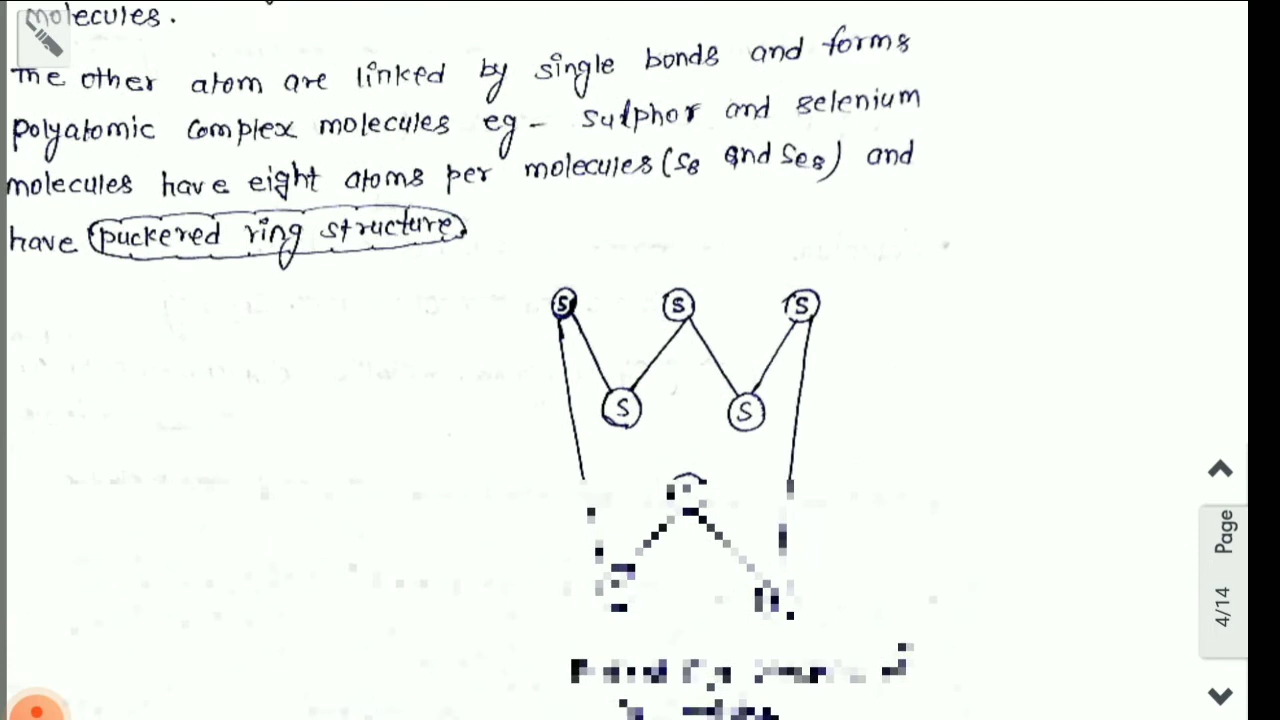 molecules.
The other atom are linked by single bonds and forms
polyatomic complex molecules eg - sulphor and selenium
molecules have eight atoms per molecules (S8 and Se8) and
have puckered ring structure
S S S
S S
Page
4/14